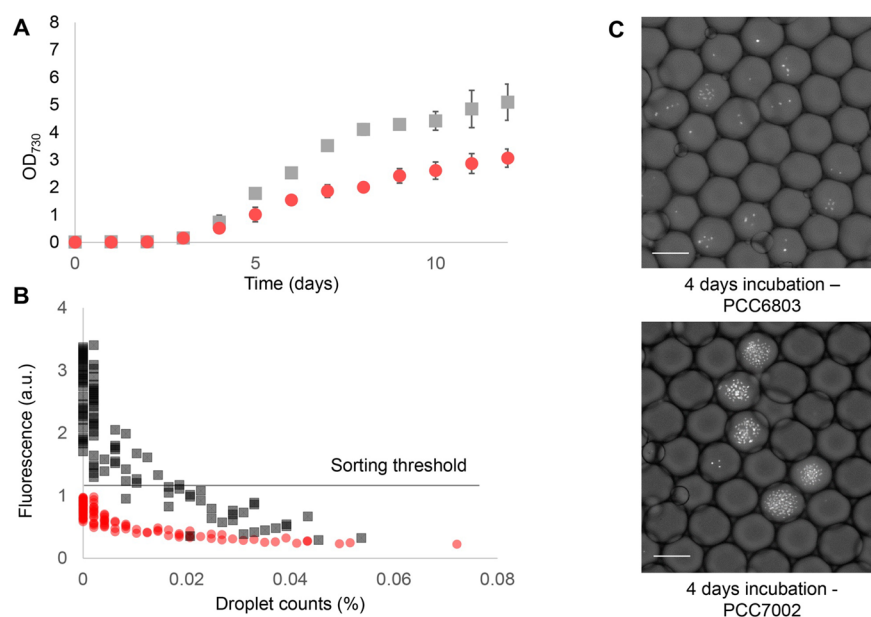 A
8
7
6
5
4
3
2
1
0
OD730
0
5
10
Time (days)
B
4
3
2
1
0
Fluorescence (a.u.)
Sorting threshold
0
0.02
0.04
0.06
0.08
Droplet counts (%)
C
4 days incubation –
PCC6803
4 days incubation -
PCC7002